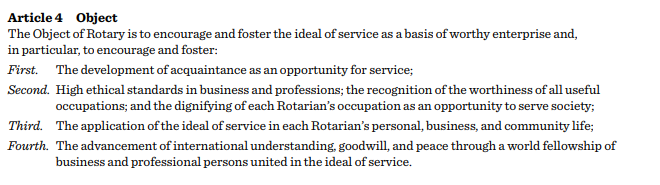 Article 4 Object
The Object of Rotary is to encourage and foster the ideal of service as a basis of worthy enterprise and,
in particular, to encourage and foster:
First. The development of acquaintance as an opportunity for service;
Second. High ethical standards in business and professions; the recognition of the worthiness of all useful
occupations; and the dignifying of each Rotarian’s occupation as an opportunity to serve society;
Third. The application of the ideal of service in each Rotarian’s personal, business, and community life;
Fourth. The advancement of international understanding, goodwill, and peace through a world fellowship of
business and professional persons united in the ideal of service.